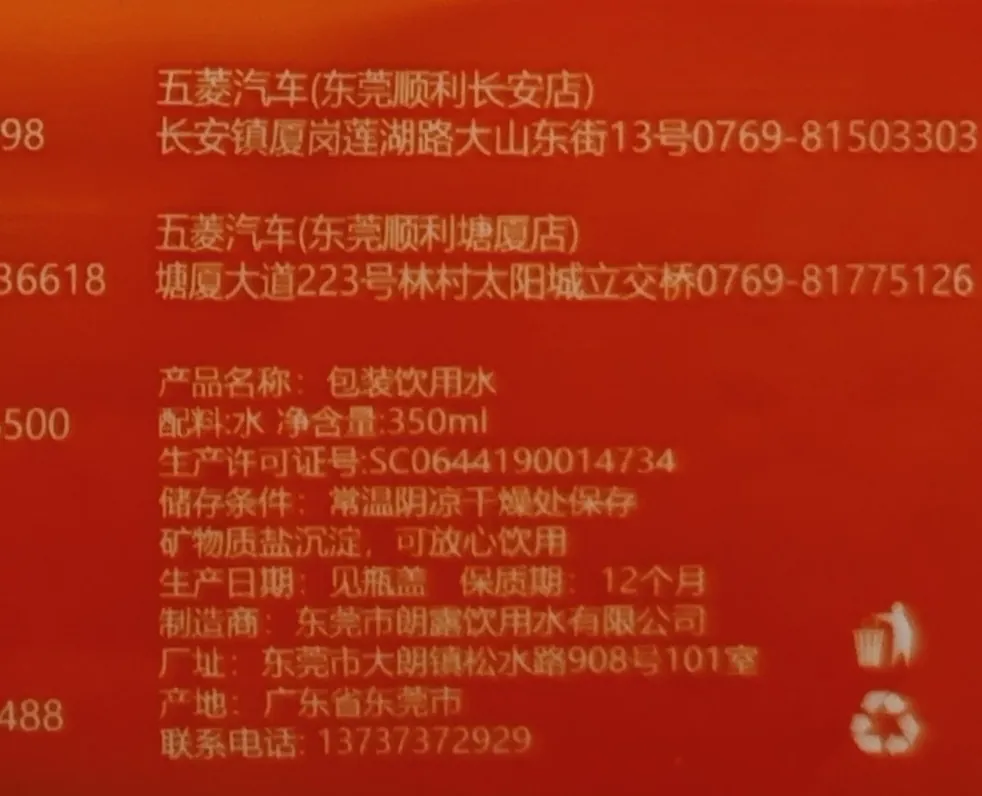 五菱汽车(东莞顺利长安店)
98
长安镇厦岗莲湖路大山东街13号0769-81503303
五菱汽车(东莞顺利塘厦店)
36618
塘厦大道223号林村太阳城立交桥0769-81775126
产品名称：包装饮用水
500
配料:水 净含量:350ml
生产许可证号:SC0644190014734
储存条件：常温阴凉干燥处保存
矿物质盐沉淀，可放心饮用
生产日期：见瓶盖 保质期：12个月
制造商：东莞市朗露饮用水有限公司
厂址：东莞市大朗镇松水路908号101室
产地：广东省东莞市
488
联系电话: 13737372929